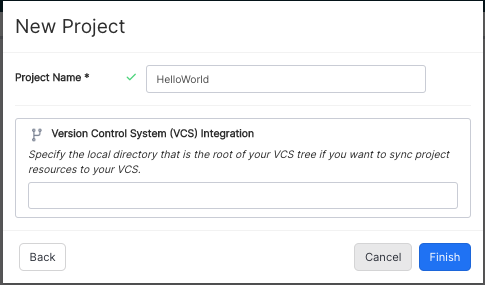 New Project
Project Name *
HelloWorld
Version Control System (VCS) Integration
Specify the local directory that is the root of your VCS tree if you want to sync project
resources to your VCS.
Back
Cancel
Finish